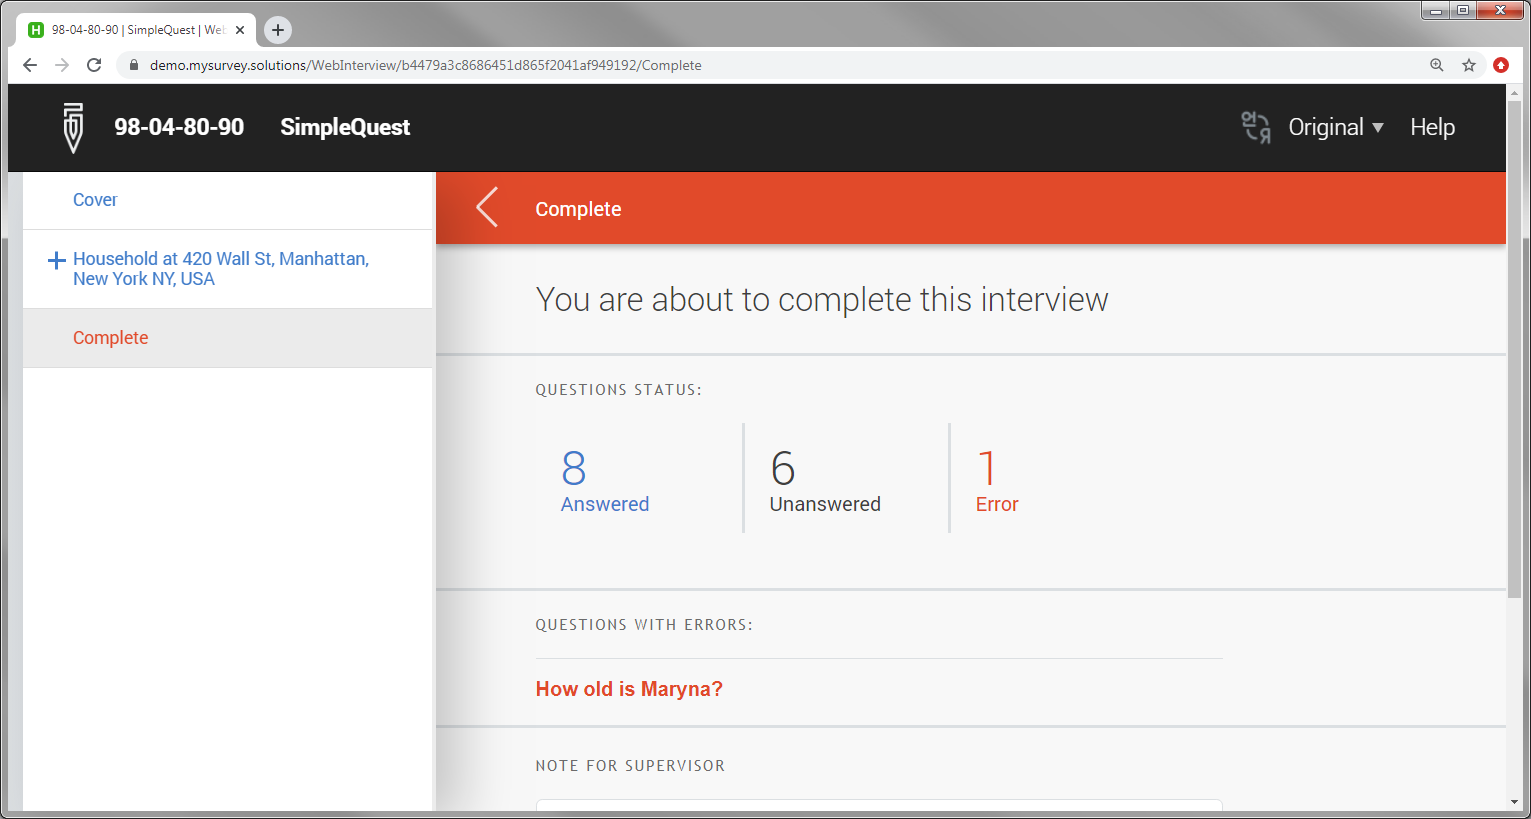 98-04-80-90 | SimpleQuest | Web
demo.mysurvey.solutions/WebInterview/b4479a3c8686451d865f2041af949192/Complete
98-04-80-90 SimpleQuest
Original Help
Cover
Household at 420 Wall St, Manhattan,
New York NY, USA
Complete
Complete
You are about to complete this interview
QUESTIONS STATUS:
8 6 1
Answered Unanswered Error
QUESTIONS WITH ERRORS:
How old is Maryna?
NOTE FOR SUPERVISOR